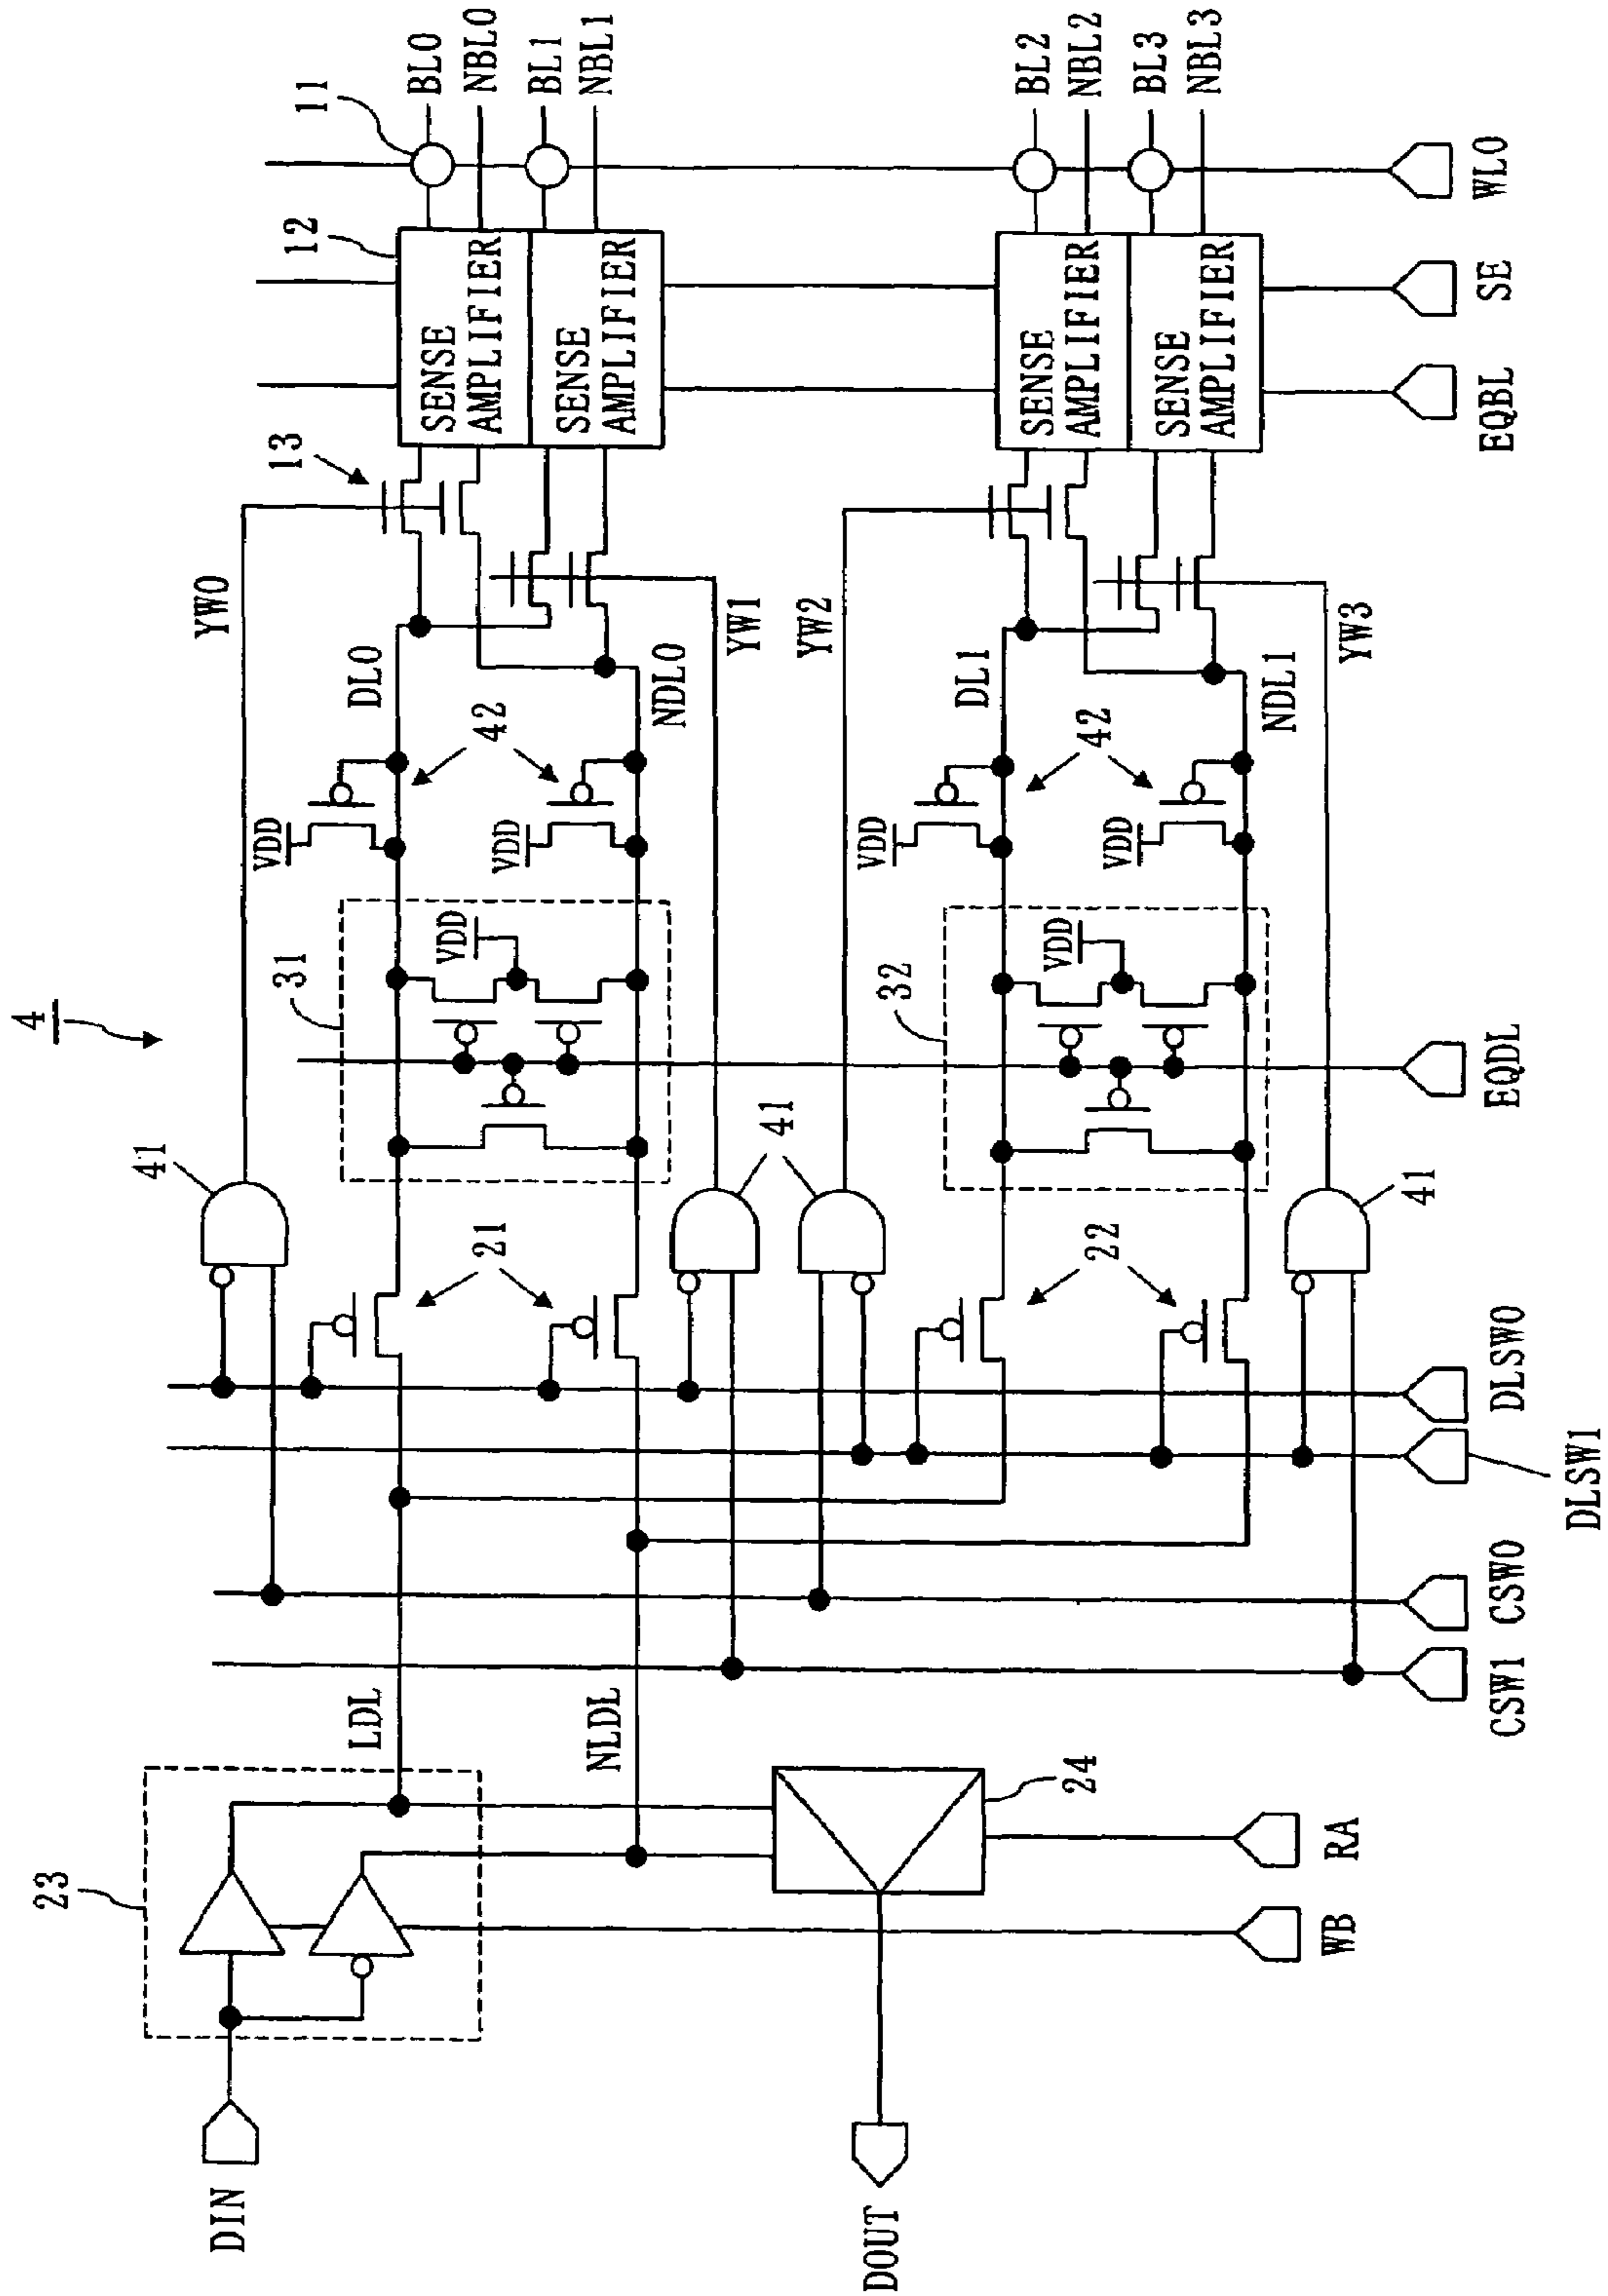 4
23
DIN
LDL
NLDL
DOUT
24
RA
WB
CSW1
CSW0
DLSW1
DLSW0
EQDL
EQBL
SE
WL0
41
21
41
22
41
31
VDD
32
VDD
VDD
42
VDD
VDD
42
VDD
DL0
NDL0
DL1
NDL1
YW0
YW1
YW2
YW3
13
12
11
SENSE
AMPLIFIER
SENSE
AMPLIFIER
SENSE
AMPLIFIER
SENSE
AMPLIFIER
BL0
NBL0
BL1
NBL1
BL2
NBL2
BL3
NBL3